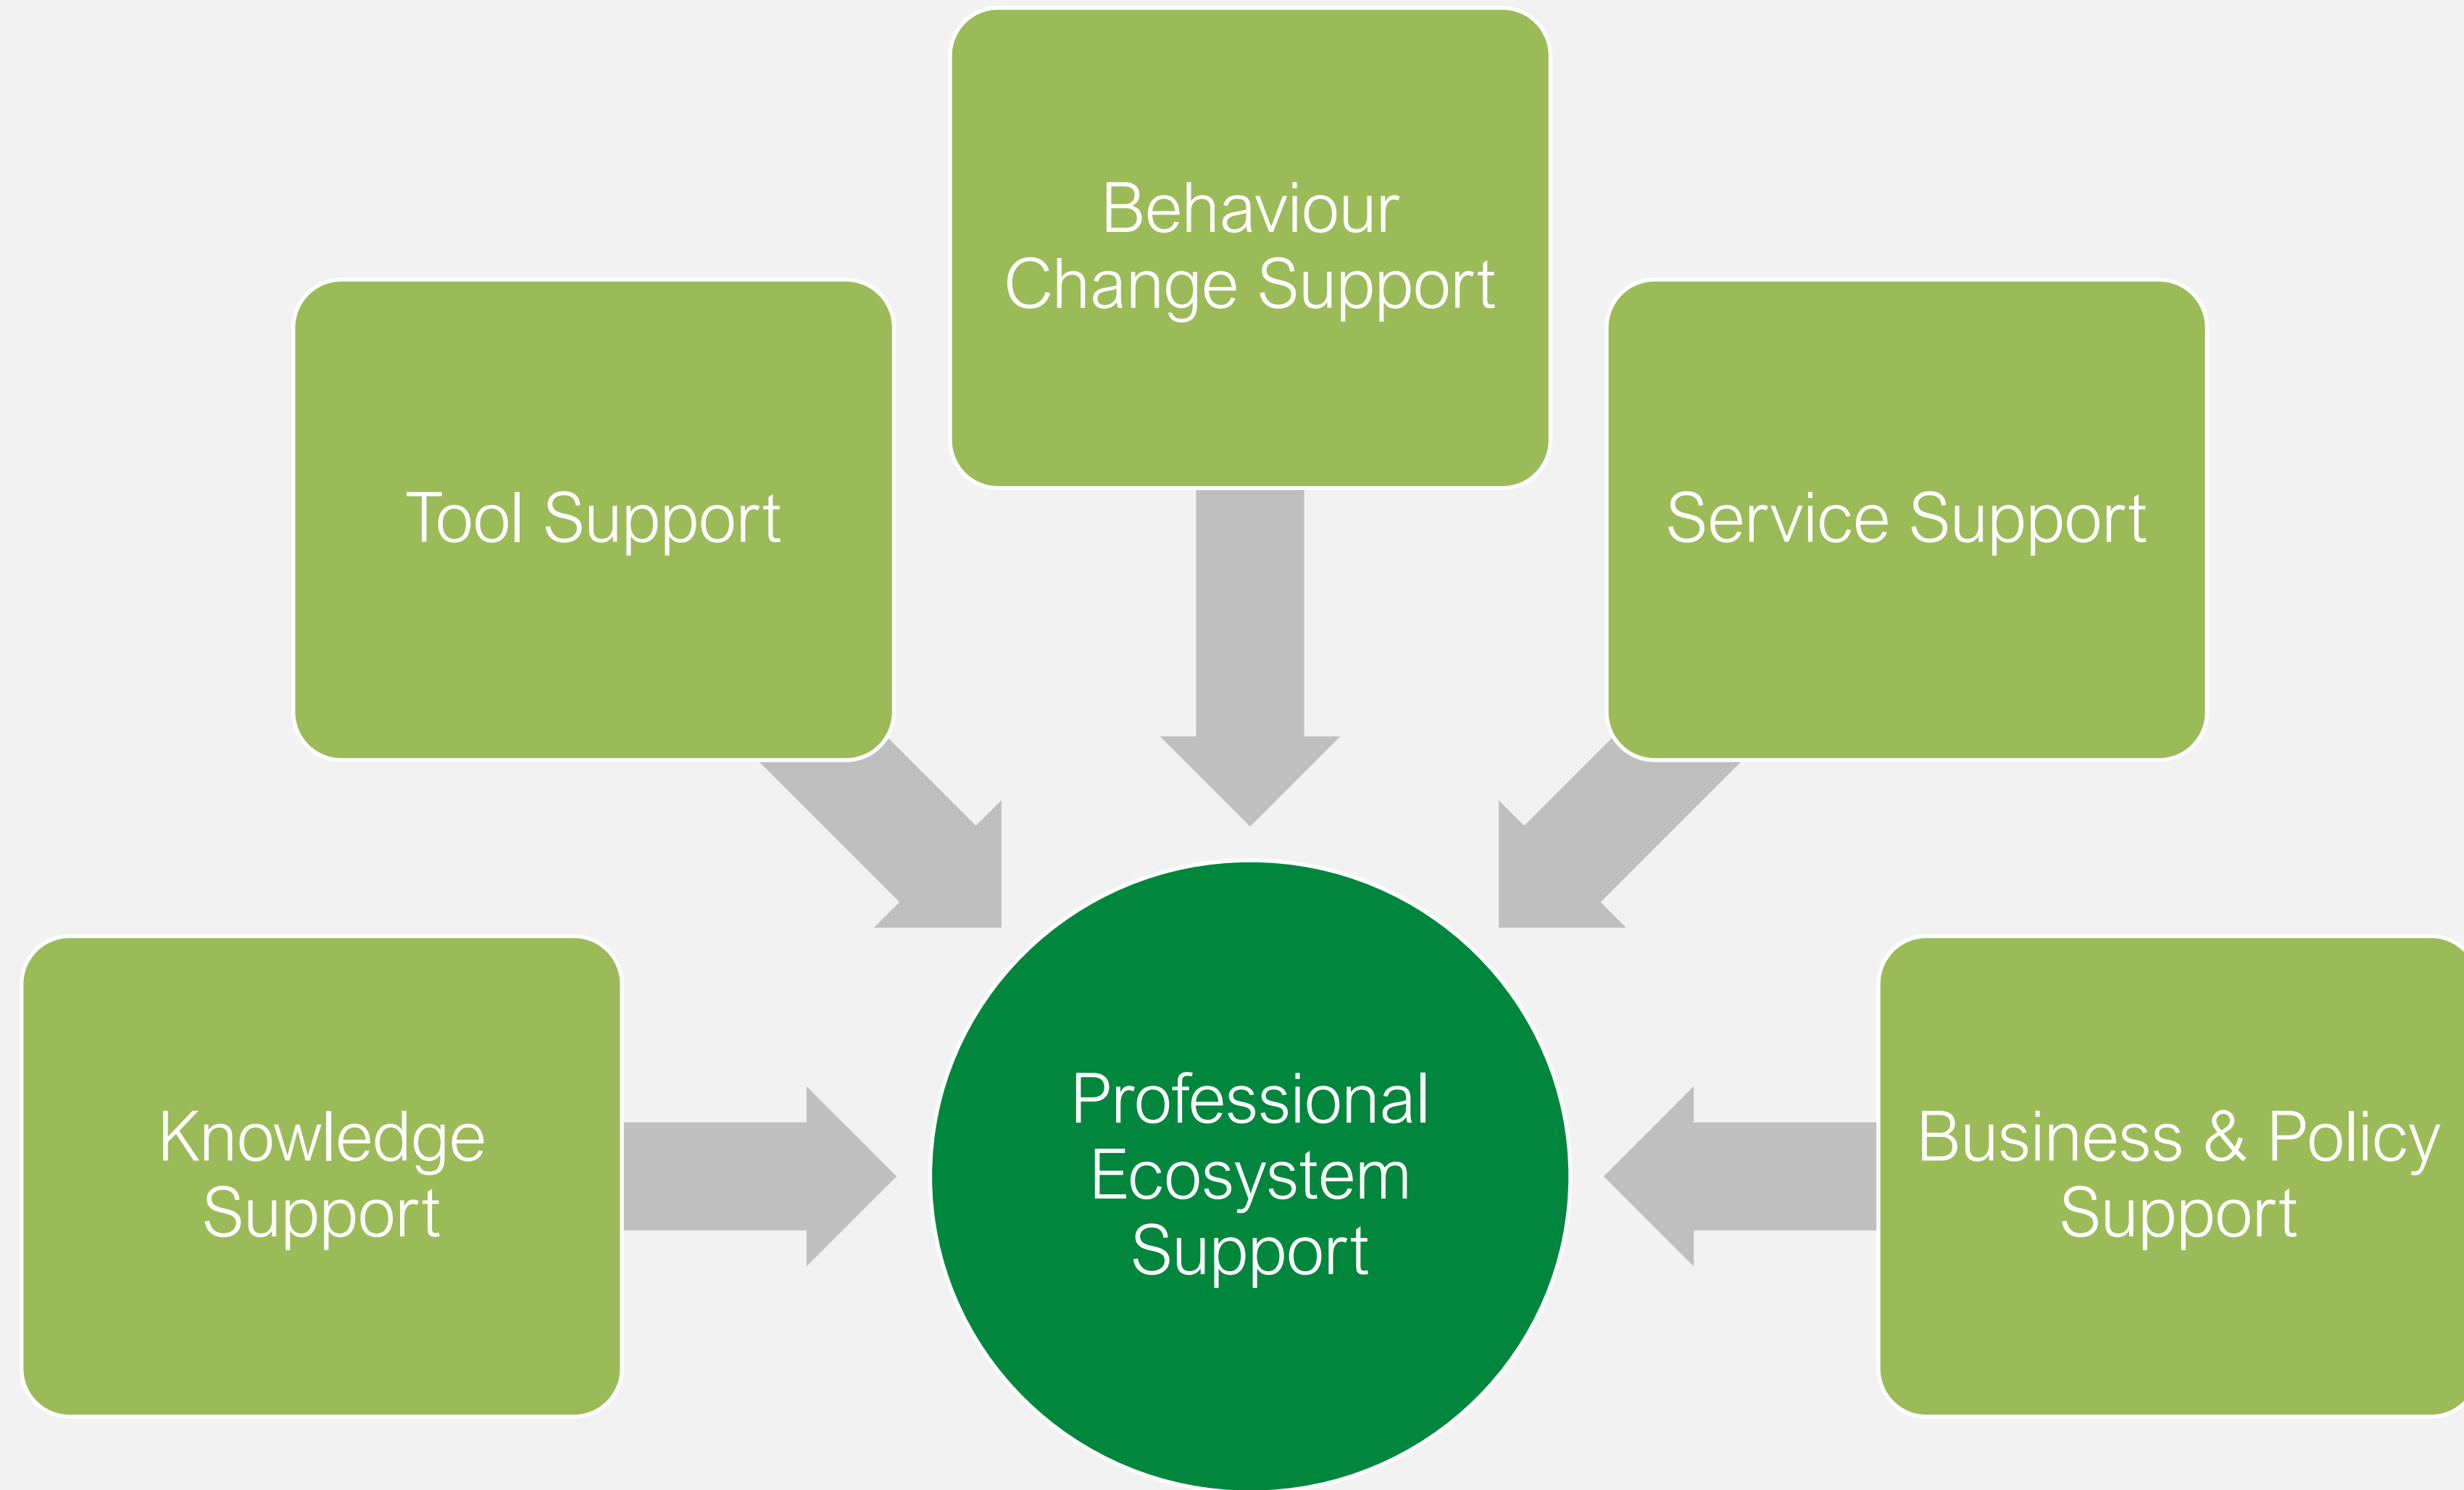 Behaviour
Change Support
Tool Support
Service Support
Knowledge
Support
Professional
Ecosystem
Support
Business & Policy
Support